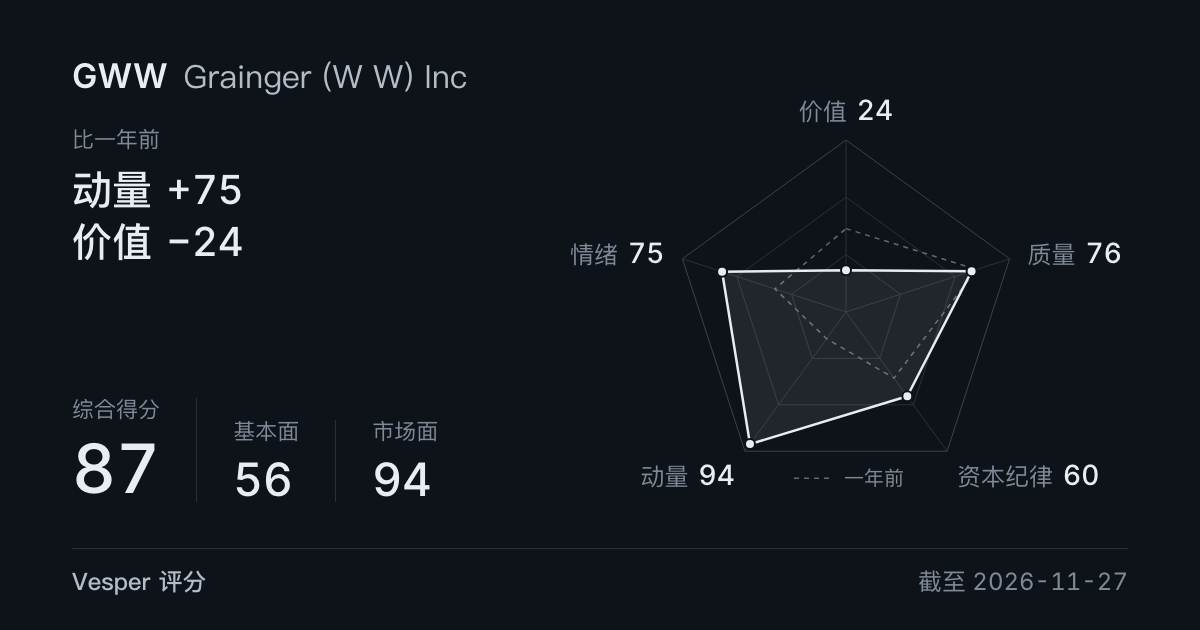 GWW Grainger (W W) Inc
比一年前
动量 +75
价值 −24
综合得分
87
基本面
56
市场面
94
价值 24
情绪 75
质量 76
动量 94
一年前
资本纪律 60
Vesper 评分
截至 2026-11-27